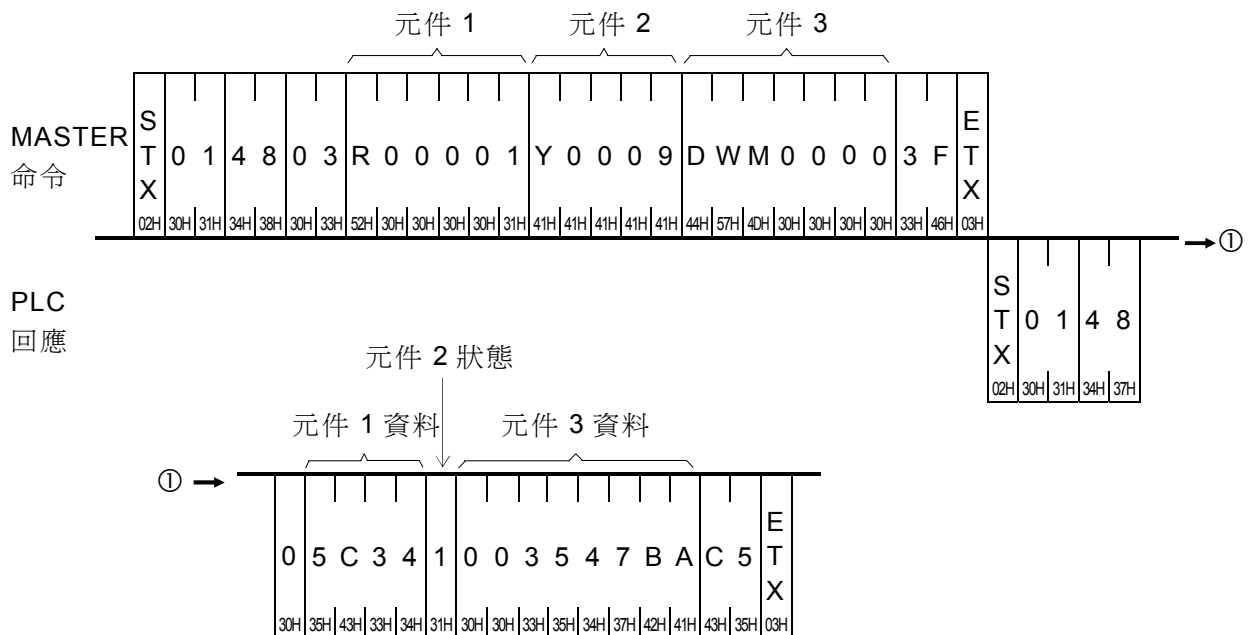 元件 1 元件 2 元件 3
MASTER 命令
STX 0 1 4 8 0 3 R 0 0 0 0 1 Y 0 0 0 9 D W M 0 0 0 0 3 F ETX
02H 30H 31H 34H 38H 30H 33H 52H 30H 30H 30H 30H 31H 41H 41H 41H 41H 41H 44H 57H 4DH 30H 30H 30H 30H 33H 46H 03H
①
PLC 回應
STX 0 1 4 8
02H 30H 31H 34H 37H
元件 2 狀態
元件 1 資料 元件 3 資料
①
0 5 C 3 4 1 0 0 3 5 4 7 B A C 5 ETX
30H 35H 43H 33H 34H 31H 30H 30H 33H 35H 34H 37H 42H 41H 43H 35H 03H